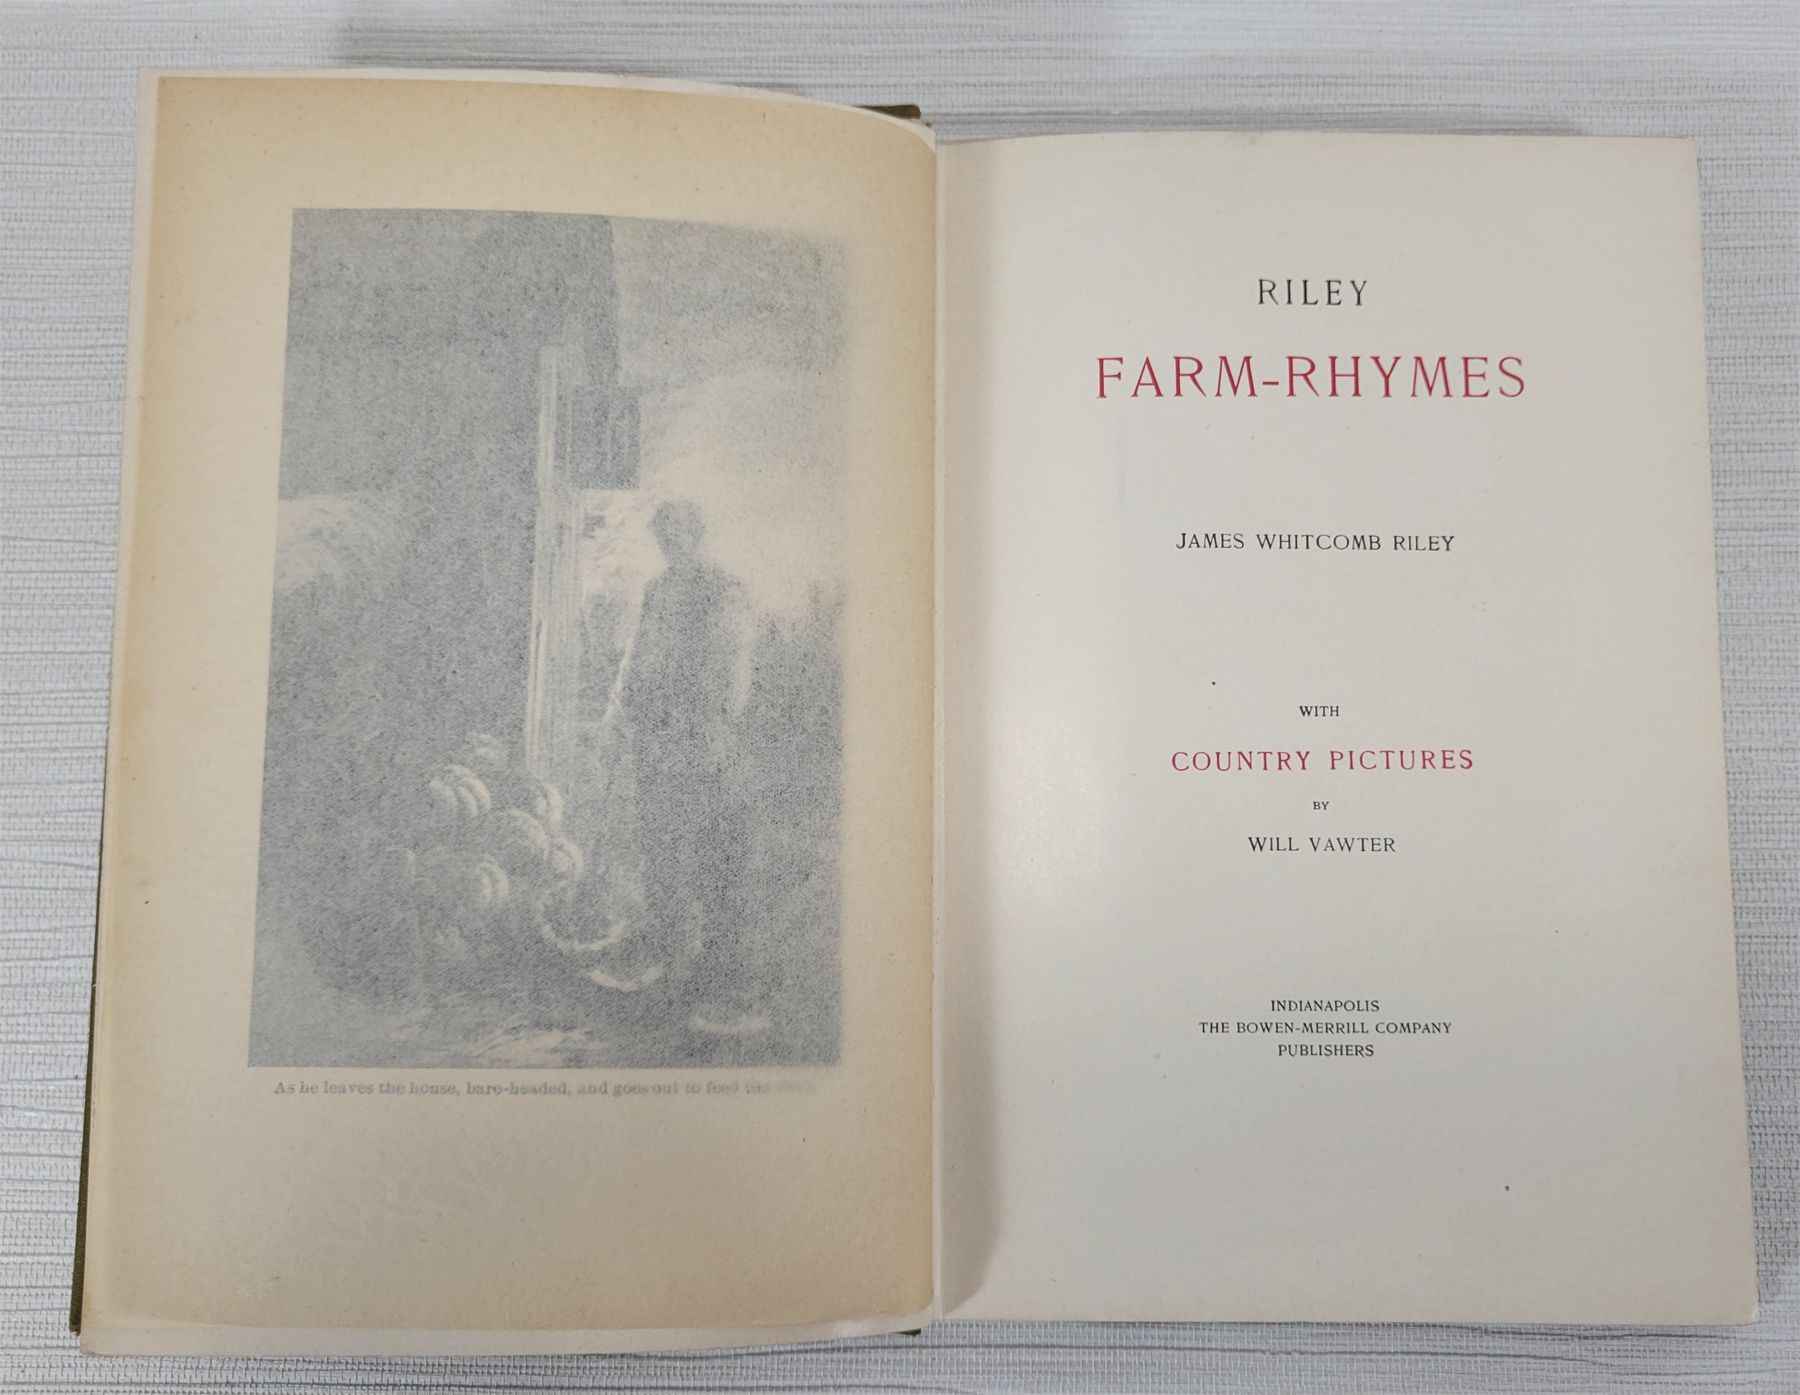 As he leaves the house, bare-headed, and goes out to feed the
RILEY
FARM-RHYMES
JAMES WHITCOMB RILEY
WITH
COUNTRY PICTURES
BY
WILL VAWTER
INDIANAPOLIS
THE BOWEN-MERRILL COMPANY
PUBLISHERS